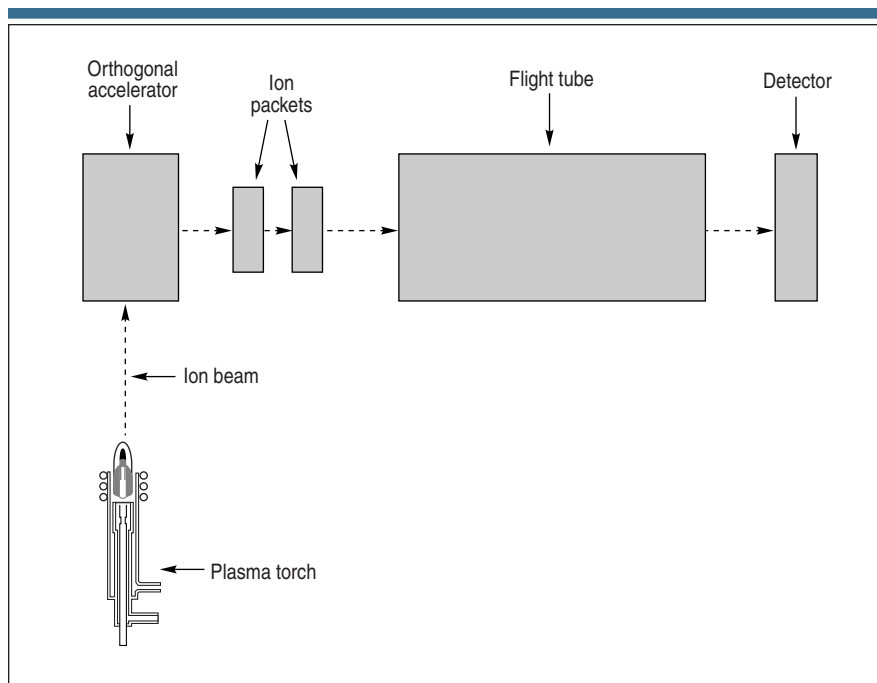 Orthogonal
accelerator
Ion
packets
Flight tube
Detector
Ion beam
Plasma torch